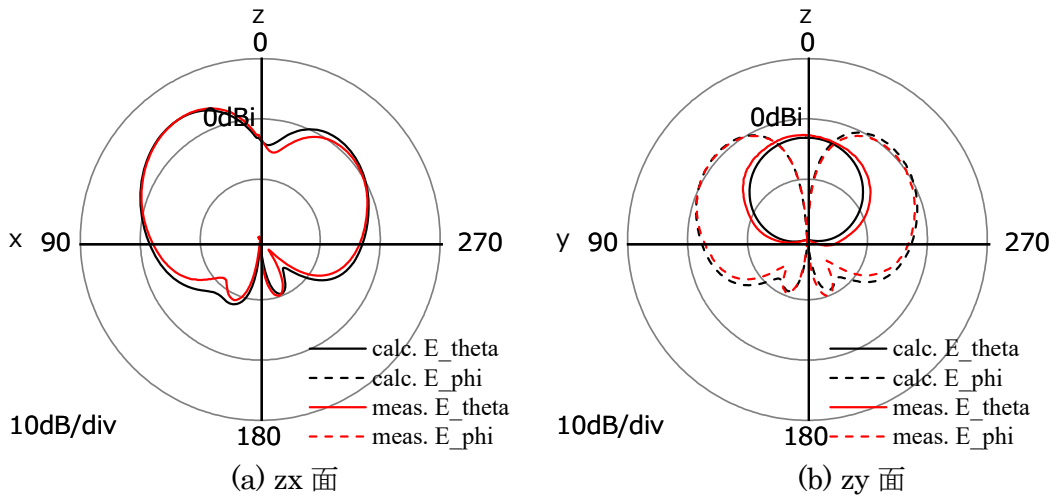 z
0
0dBi
x 90
270
calc. E_theta
calc. E_phi
meas. E_theta
meas. E_phi
10dB/div
180
(a) zx 面
z
0
0dBi
y 90
270
calc. E_theta
calc. E_phi
meas. E_theta
meas. E_phi
10dB/div
180
(b) zy 面